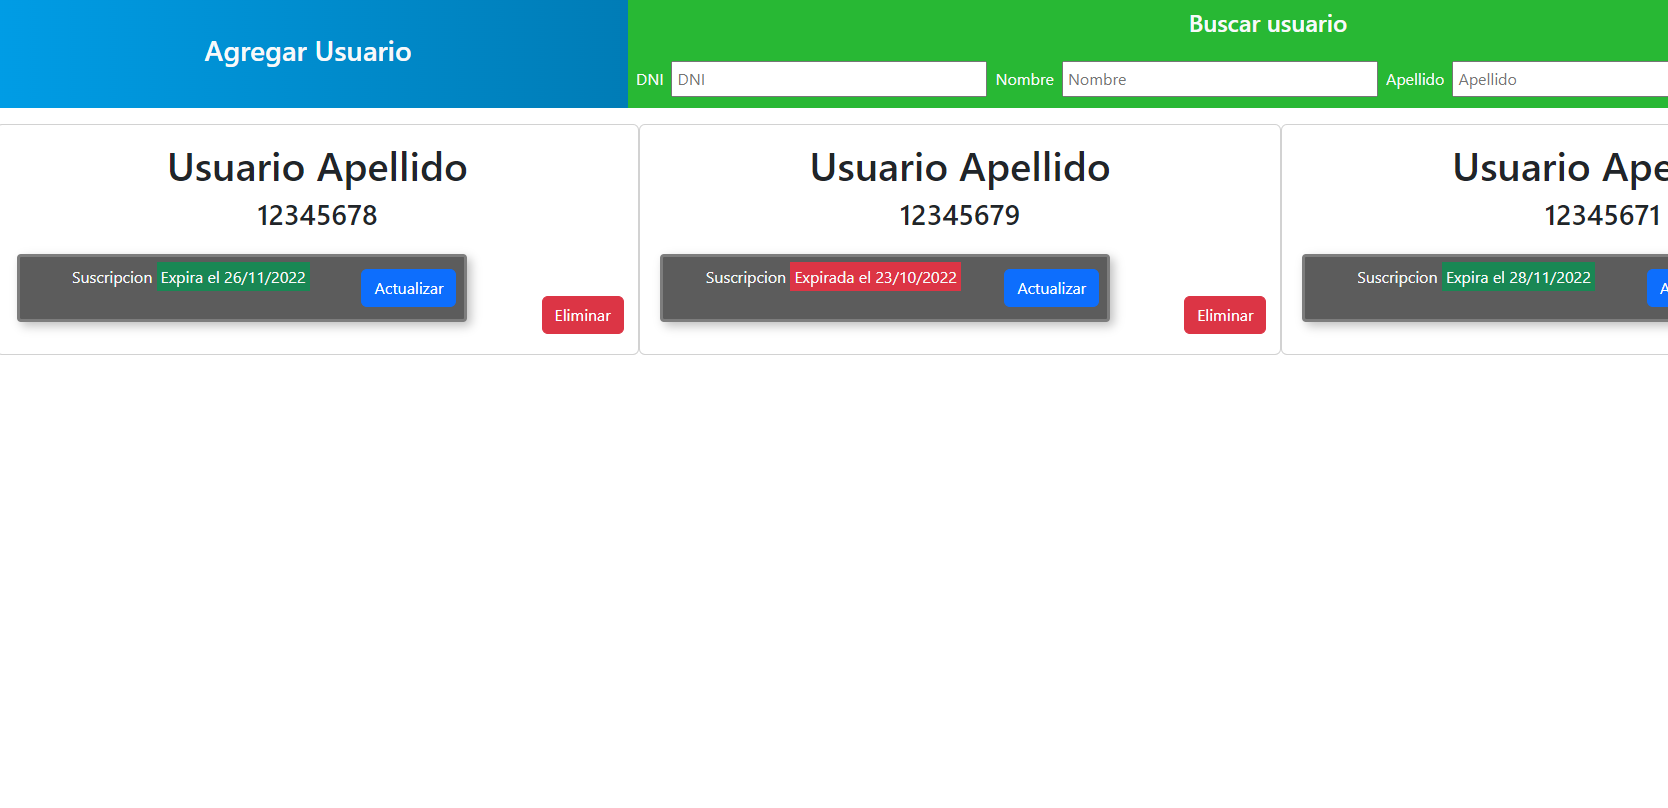 Agregar Usuario
Buscar usuario
DNI DNI Nombre Nombre Apellido Apellido
Usuario Apellido
12345678
Suscripcion Expira el 26/11/2022 Actualizar
Eliminar
Usuario Apellido
12345679
Suscripcion Expirada el 23/10/2022 Actualizar
Eliminar
Usuario Ape
12345671
Suscripcion Expira el 28/11/2022 A